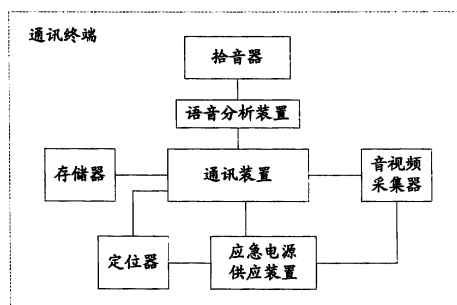 通讯终端
拾音器
语音分析装置
存储器
通讯装置
音视频
采集器
定位器
应急电源
供应装置